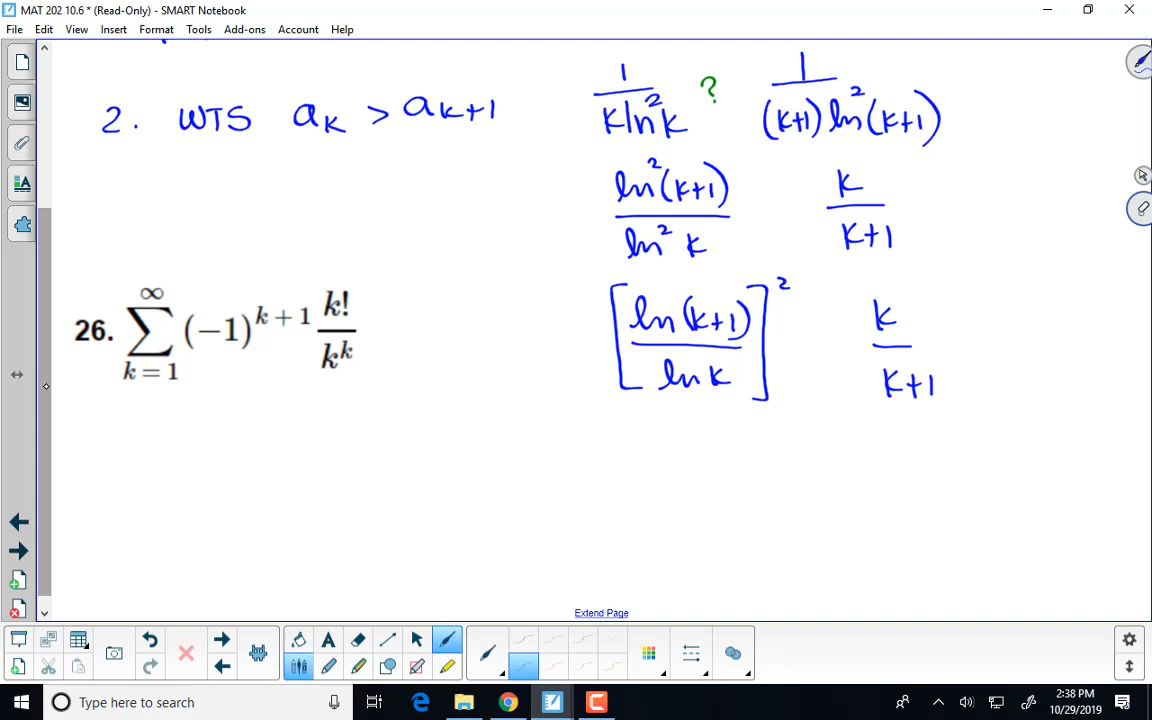 MAT 202 10.6 * (Read-Only) - SMART Notebook
File Edit View Insert Format Tools Add-ons Account Help
2. WTS a_k > a_{k+1}
1/(k ln² k) ? 1/((k+1) ln² (k+1))
ln² (k+1)/ln² k k/(k+1)
26. ∑_{k = 1}^{∞} (−1)^{k + 1} k!/k^k
[ln (k+1)/ln k]² k/(k+1)
Extend Page
Type here to search
2:38 PM
10/29/2019